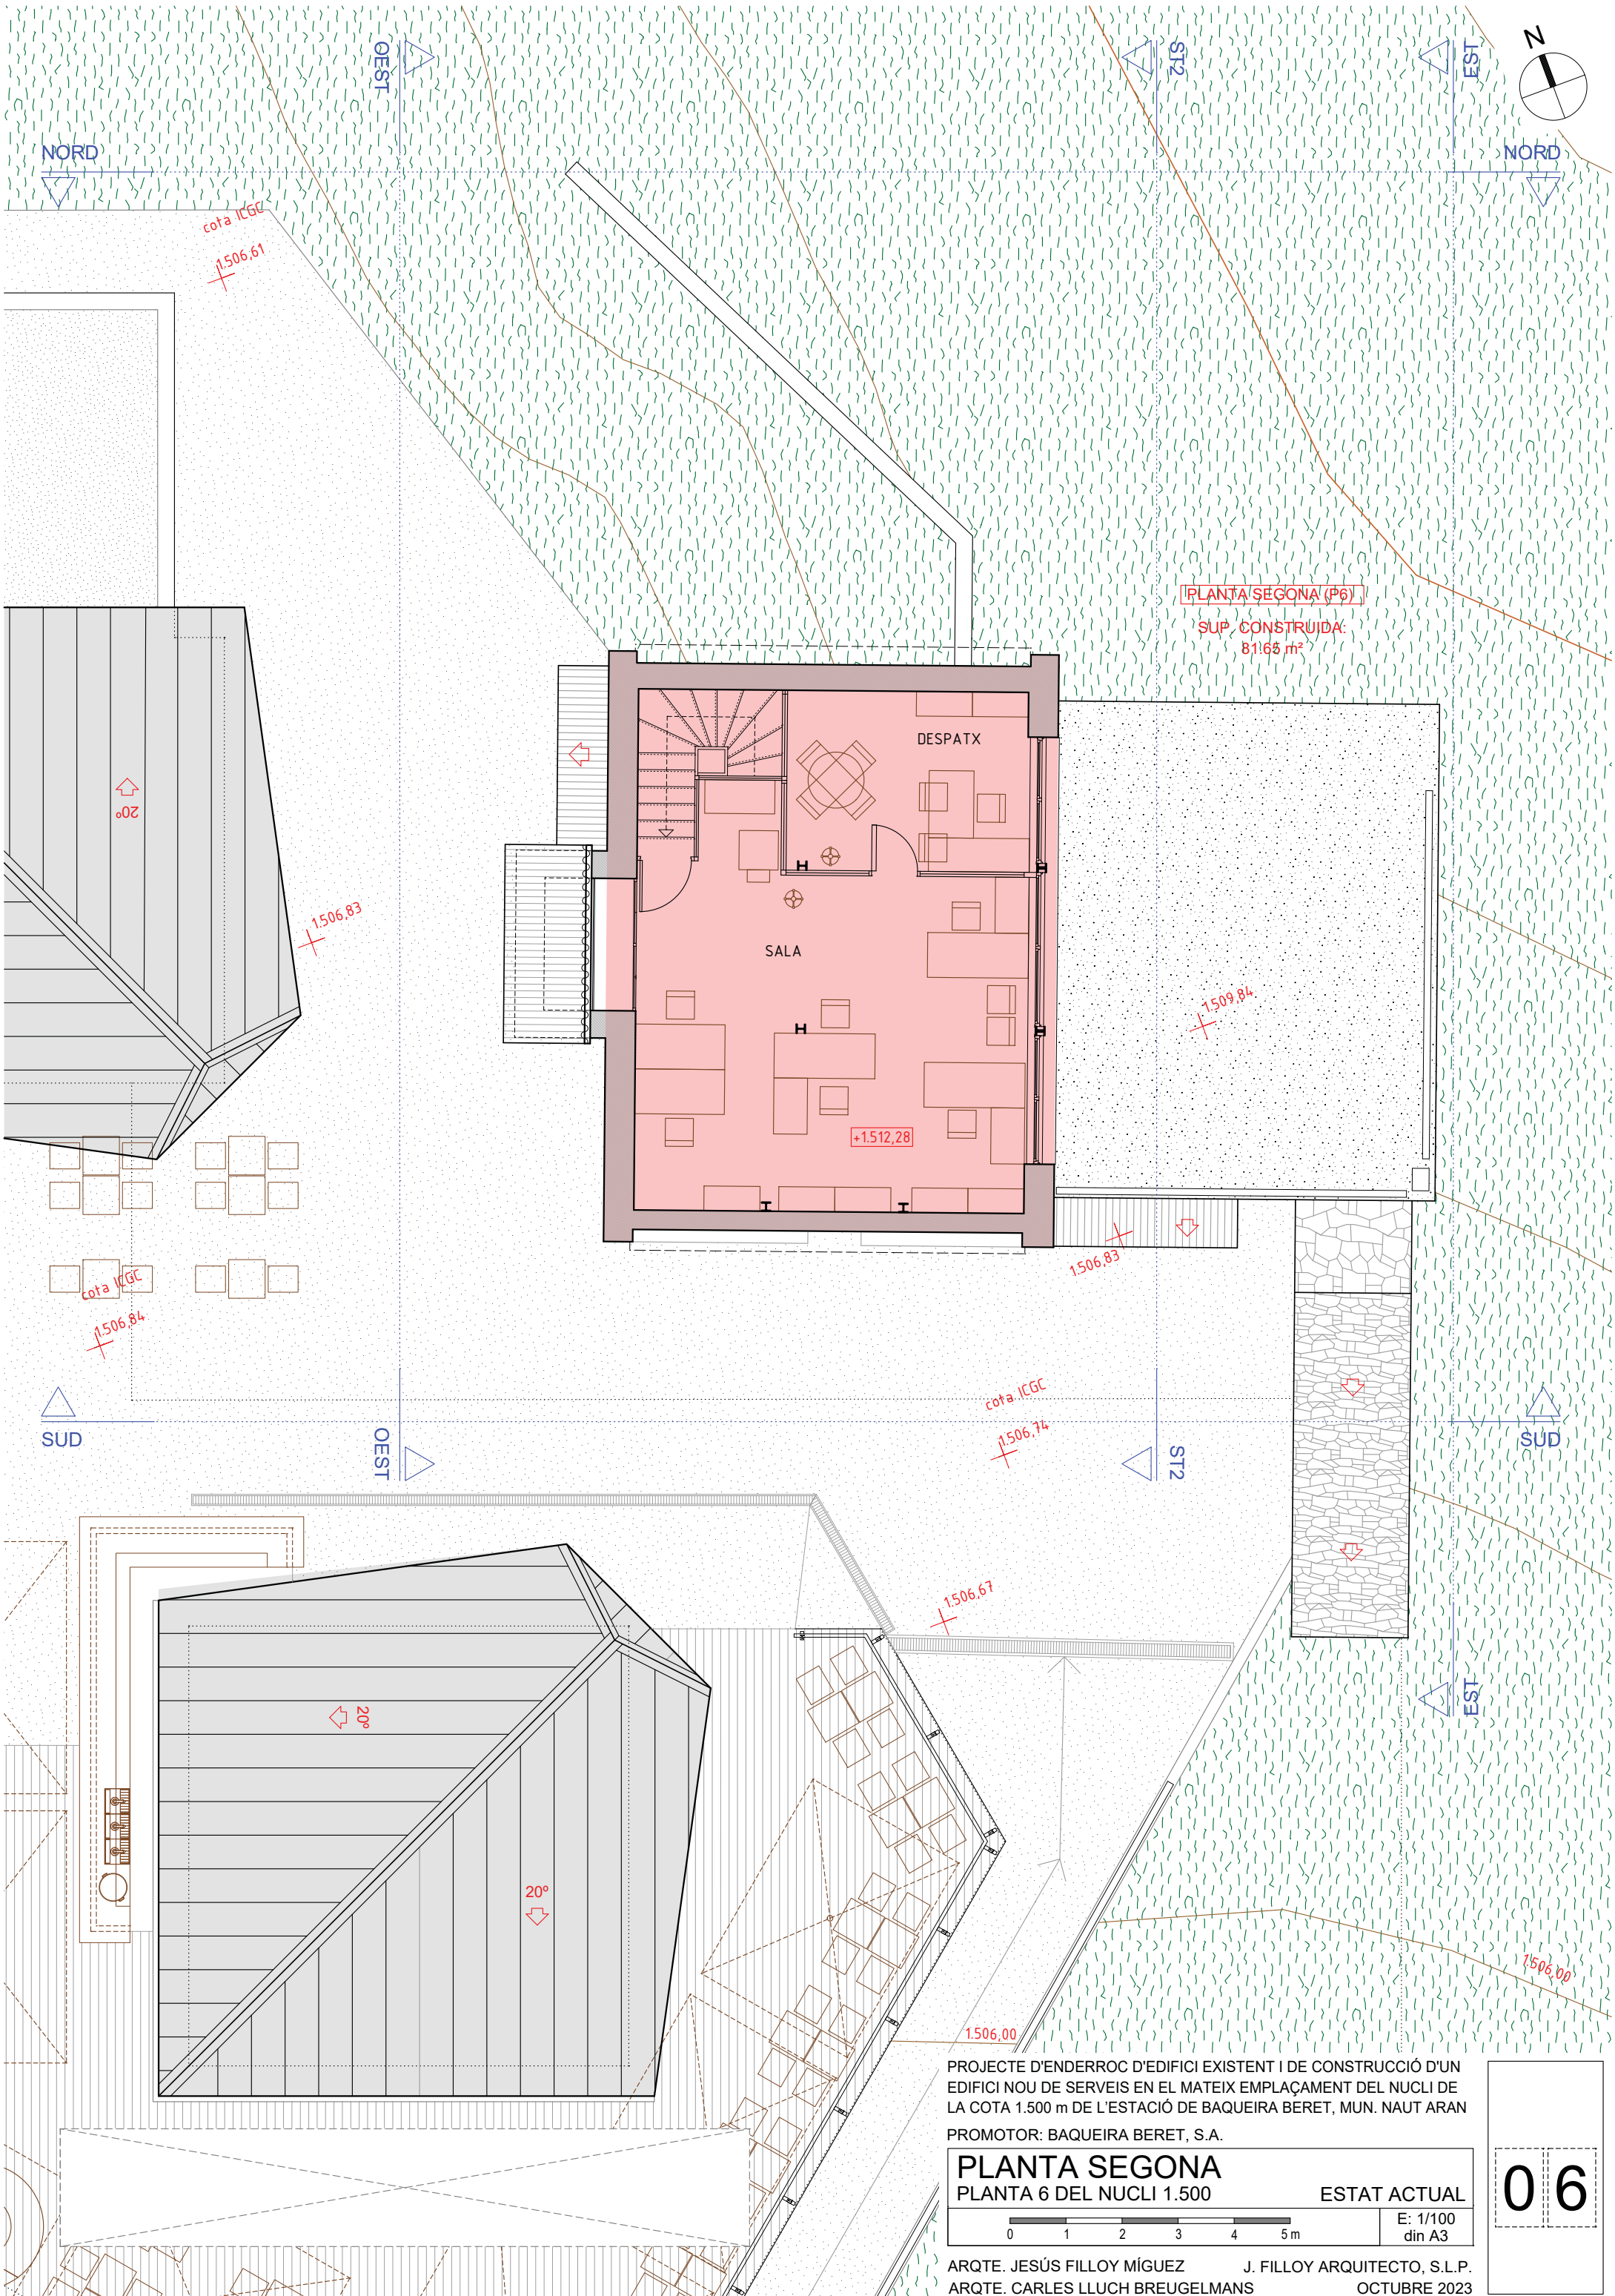 OEST
ST2
EST
N
NORD
NORD
cota ICGC
1.506,61
PLANTA SEGONA (P6)
SUP. CONSTRUIDA:
81.65 m²
DESPATX
20º
1.506,83
SALA
1.509,84
+1.512,28
1.506,83
cota ICGC
1.506,84
cota ICGC
1.506,74
SUD
OEST
ST2
SUD
1.506,67
EST
20º
20º
1.506,00
1.506,00
PROJECTE D'ENDERROC D'EDIFICI EXISTENT I DE CONSTRUCCIÓ D'UN
EDIFICI NOU DE SERVEIS EN EL MATEIX EMPLAÇAMENT DEL NUCLI DE
LA COTA 1.500 m DE L'ESTACIÓ DE BAQUEIRA BERET, MUN. NAUT ARAN
PROMOTOR: BAQUEIRA BERET, S.A.
PLANTA SEGONA
PLANTA 6 DEL NUCLI 1.500 ESTAT ACTUAL
06
0 1 2 3 4 5 m
E: 1/100
din A3
ARQTE. JESÚS FILLOY MÍGUEZ J. FILLOY ARQUITECTO, S.L.P.
ARQTE. CARLES LLUCH BREUGELMANS OCTUBRE 2023